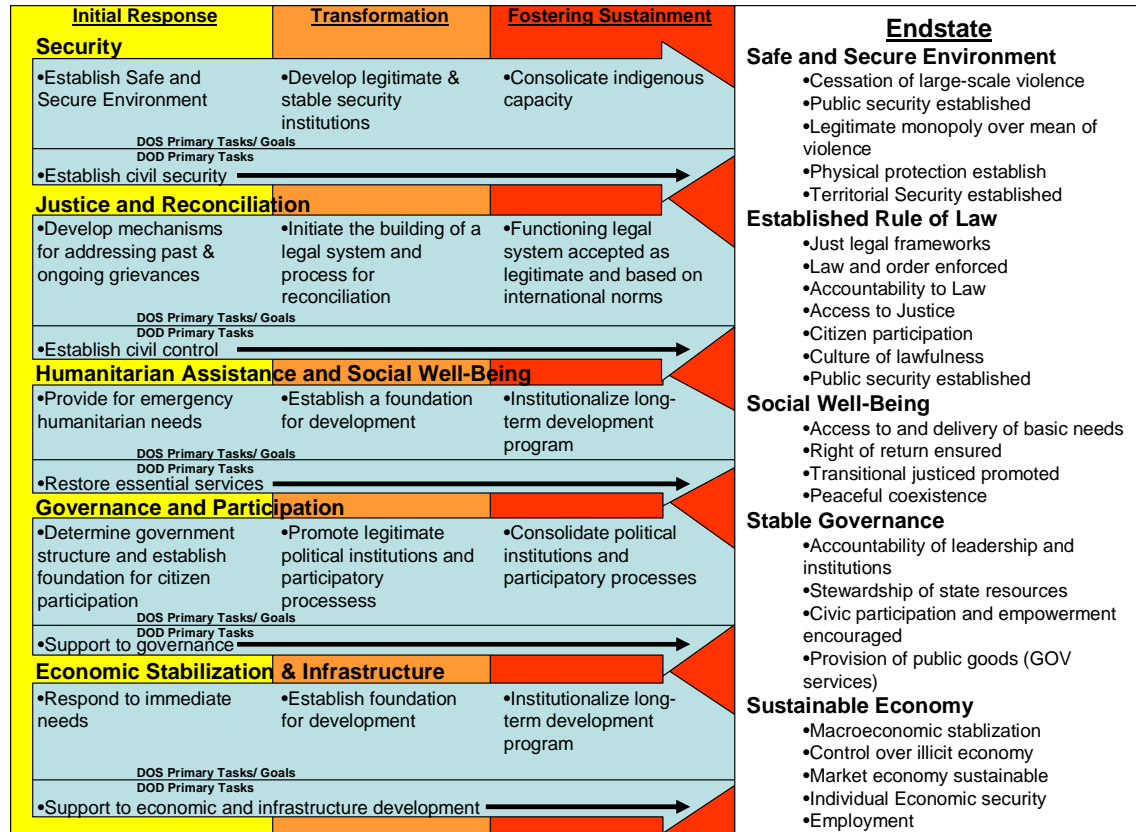 Initial Response
Transformation
Fostering Sustainment
Security
•Establish Safe and
Secure Environment
•Develop legitimate &
stable security
institutions
•Consolicate indigenous
capacity
DOS Primary Tasks/ Goals
DOD Primary Tasks
•Establish civil security
Justice and Reconciliation
•Develop mechanisms
for addressing past &
ongoing grievances
•Initiate the building of a
legal system and
process for
reconciliation
•Functioning legal
system accepted as
legitimate and based on
international norms
DOS Primary Tasks/ Goals
DOD Primary Tasks
•Establish civil control
Humanitarian Assistance and Social Well-Being
•Provide for emergency
humanitarian needs
•Establish a foundation
for development
•Institutionalize long-
term development
program
DOS Primary Tasks/ Goals
DOD Primary Tasks
•Restore essential services
Governance and Participation
•Determine government
structure and establish
foundation for citizen
participation
•Promote legitimate
political institutions and
participatory
processess
•Consolidate political
institutions and
participatory processes
DOS Primary Tasks/ Goals
DOD Primary Tasks
•Support to governance
Economic Stabilization & Infrastructure
•Respond to immediate
needs
•Establish foundation
for development
•Institutionalize long-
term development
program
DOS Primary Tasks/ Goals
DOD Primary Tasks
•Support to economic and infrastructure development
Endstate
Safe and Secure Environment
•Cessation of large-scale violence
•Public security established
•Legitimate monopoly over mean of
violence
•Physical protection establish
•Territorial Security established
Established Rule of Law
•Just legal frameworks
•Law and order enforced
•Accountability to Law
•Access to Justice
•Citizen participation
•Culture of lawfulness
•Public security established
Social Well-Being
•Access to and delivery of basic needs
•Right of return ensured
•Transitional justiced promoted
•Peaceful coexistence
Stable Governance
•Accountability of leadership and
institutions
•Stewardship of state resources
•Civic participation and empowerment
encouraged
•Provision of public goods (GOV
services)
Sustainable Economy
•Macroeconomic stablization
•Control over illicit economy
•Market economy sustainable
•Individual Economic security
•Employment